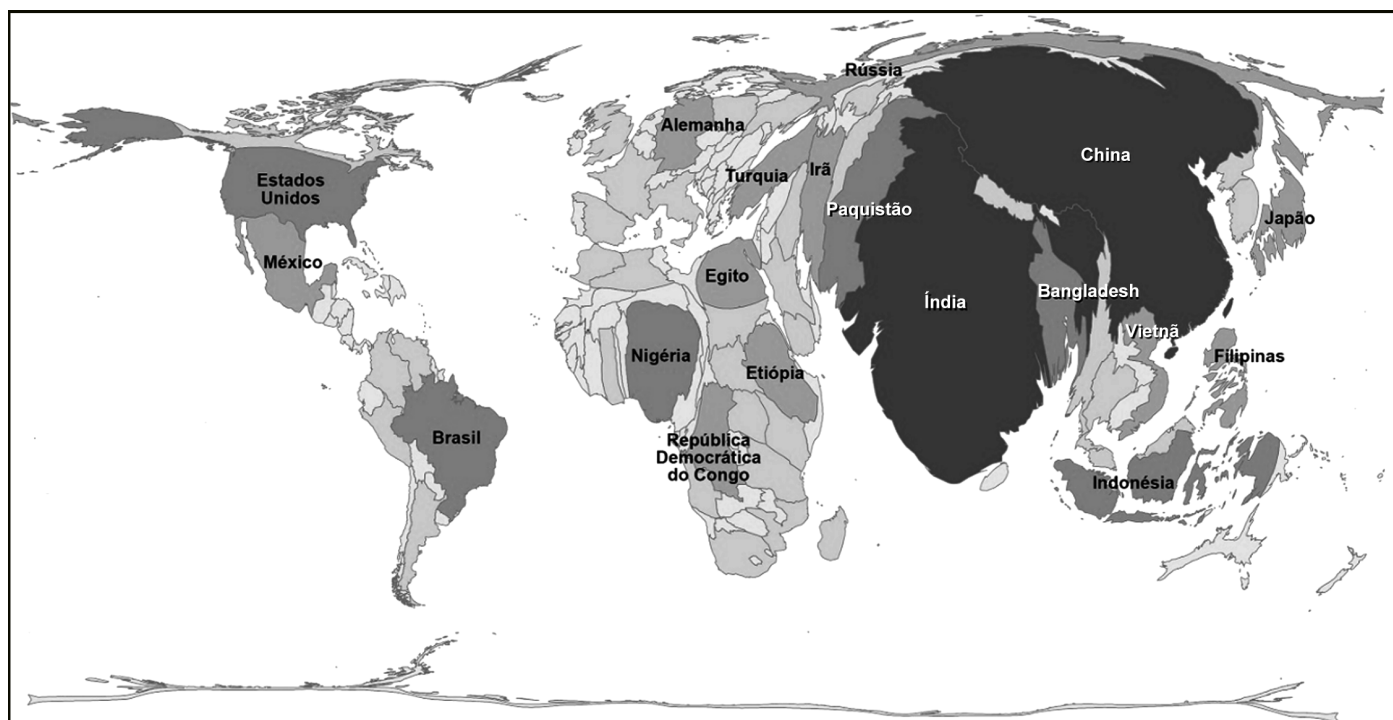 Rússia
Alemanha
China
Estados
Unidos
Turquia
Irã
Paquistão
Japão
México
Egito
Índia
Bangladesh
Vietnã
Nigéria
Etiópia
Filipinas
Brasil
República
Democrática
do Congo
Indonésia